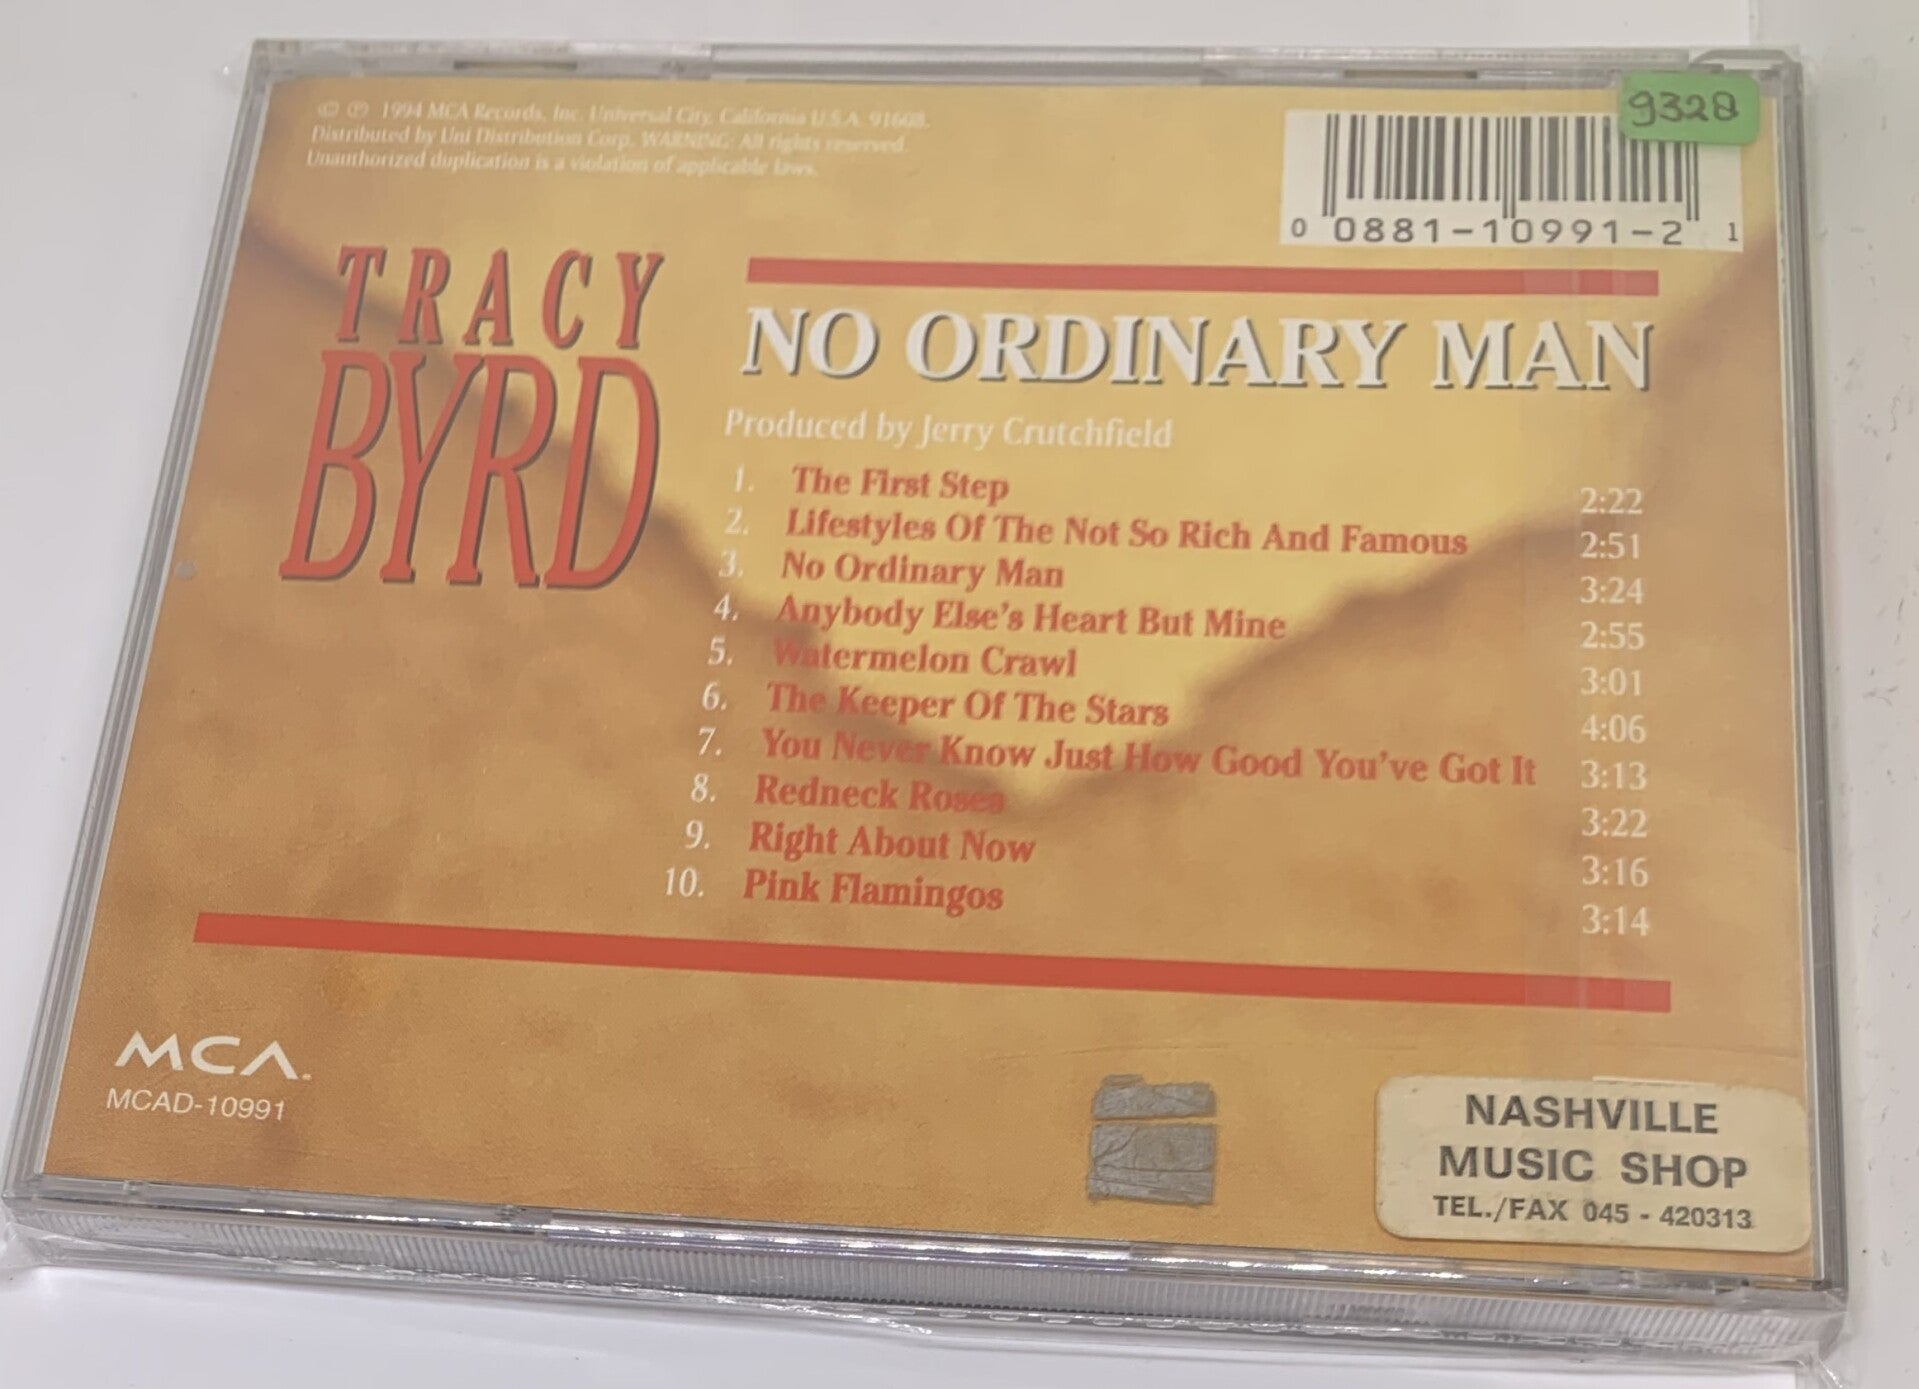 © ℗ 1994 MCA Records, Inc. Universal City, California U.S.A. 91608.
Distributed by Uni Distribution Corp. WARNING: All rights reserved.
Unauthorized duplication is a violation of applicable laws.
9328
0 0881-10991-2 1
TRACY
BYRD
NO ORDINARY MAN
Produced by Jerry Crutchfield
1. The First Step 2:22
2. Lifestyles Of The Not So Rich And Famous 2:51
3. No Ordinary Man 3:24
4. Anybody Else's Heart But Mine 2:55
5. Watermelon Crawl 3:01
6. The Keeper Of The Stars 4:06
7. You Never Know Just How Good You've Got It 3:13
8. Redneck Roses 3:22
9. Right About Now 3:16
10. Pink Flamingos 3:14
MCA
MCAD-10991
NASHVILLE
MUSIC SHOP
TEL./FAX 045 - 420313